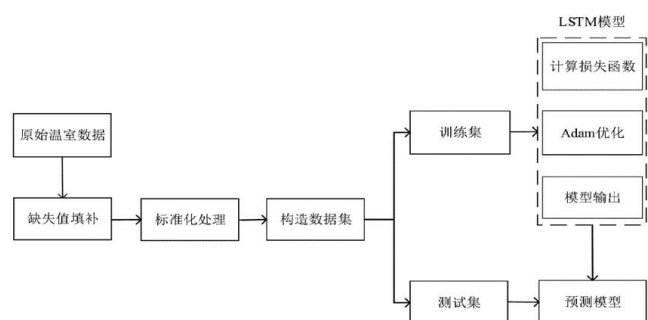 LSTM模型
计算损失函数
原始温室数据
训练集
Adam优化
缺失值填补
标准化处理
构造数据集
模型输出
测试集
预测模型